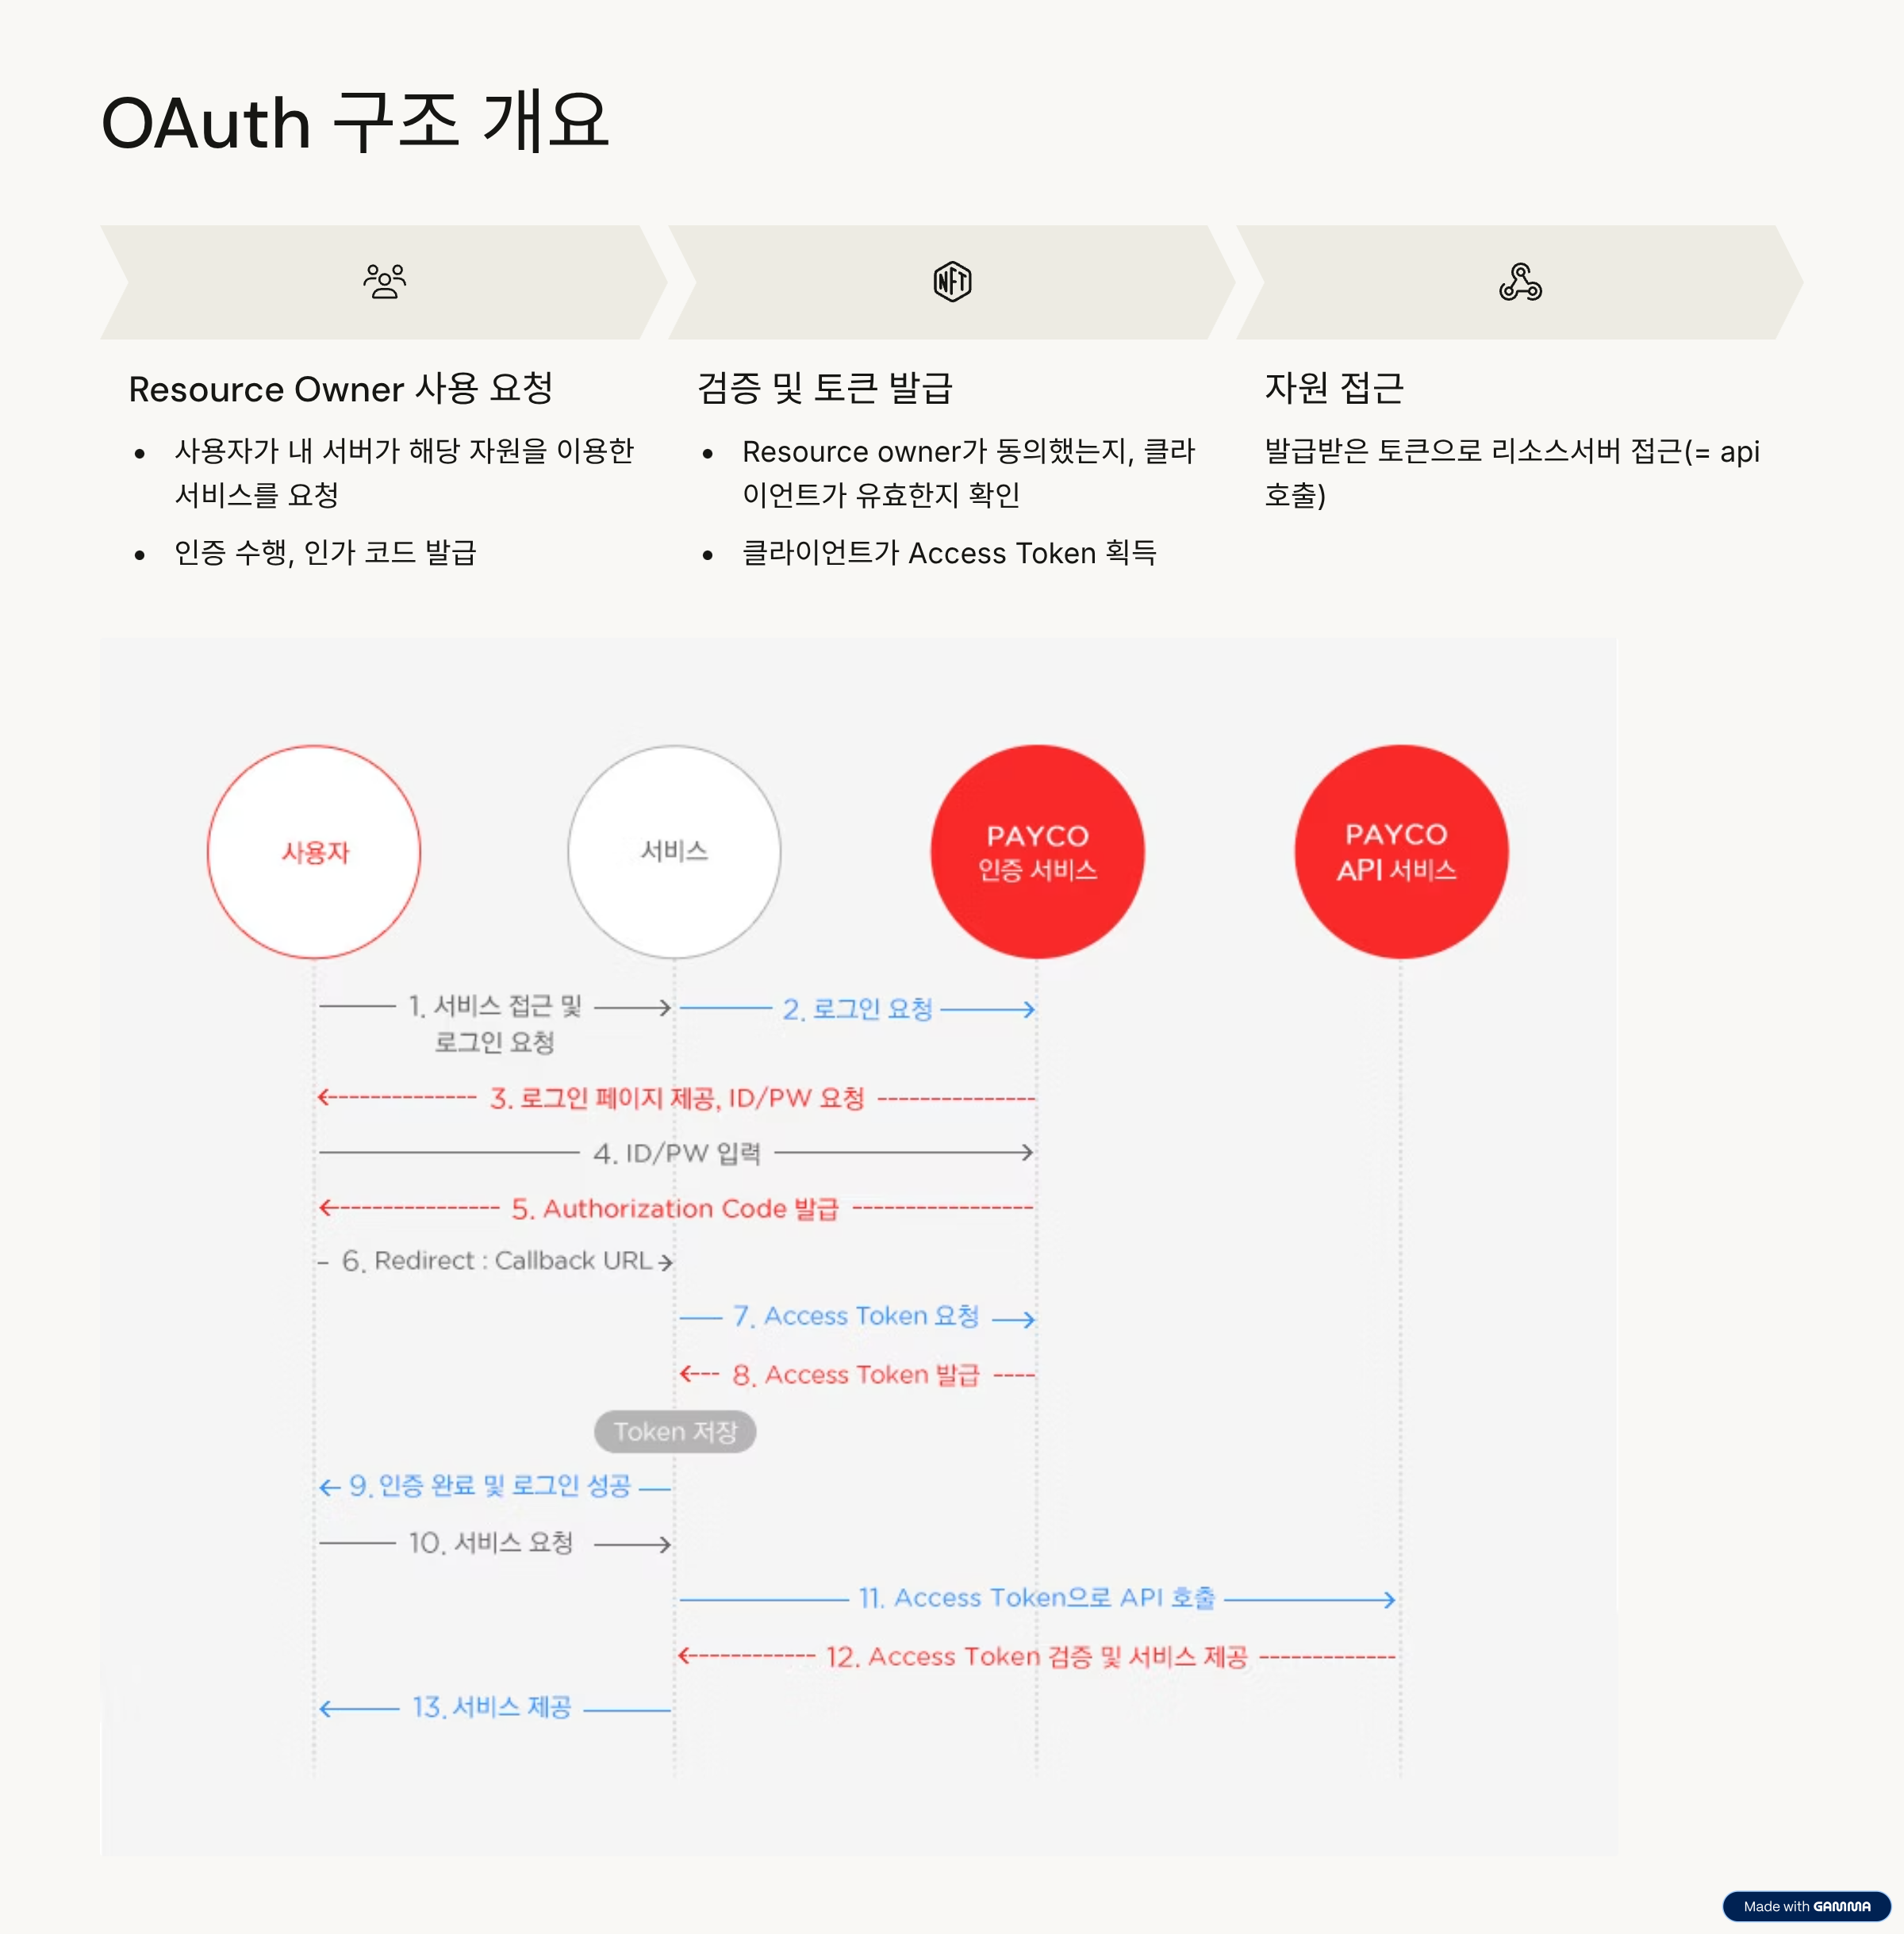 OAuth 구조 개요
NFT
Resource Owner 사용 요청
• 사용자가 내 서버가 해당 자원을 이용한
서비스를 요청
• 인증 수행, 인가 코드 발급
검증 및 토큰 발급
• Resource owner가 동의했는지, 클라
이언트가 유효한지 확인
• 클라이언트가 Access Token 획득
자원 접근
발급받은 토큰으로 리소스서버 접근(= api
호출)
사용자
서비스
PAYCO
인증 서비스
PAYCO
API 서비스
1. 서비스 접근 및
로그인 요청
2. 로그인 요청
3. 로그인 페이지 제공, ID/PW 요청
4. ID/PW 입력
5. Authorization Code 발급
6. Redirect : Callback URL
7. Access Token 요청
8. Access Token 발급
Token 저장
9. 인증 완료 및 로그인 성공
10. 서비스 요청
11. Access Token으로 API 호출
12. Access Token 검증 및 서비스 제공
13. 서비스 제공
Made with GAMMA